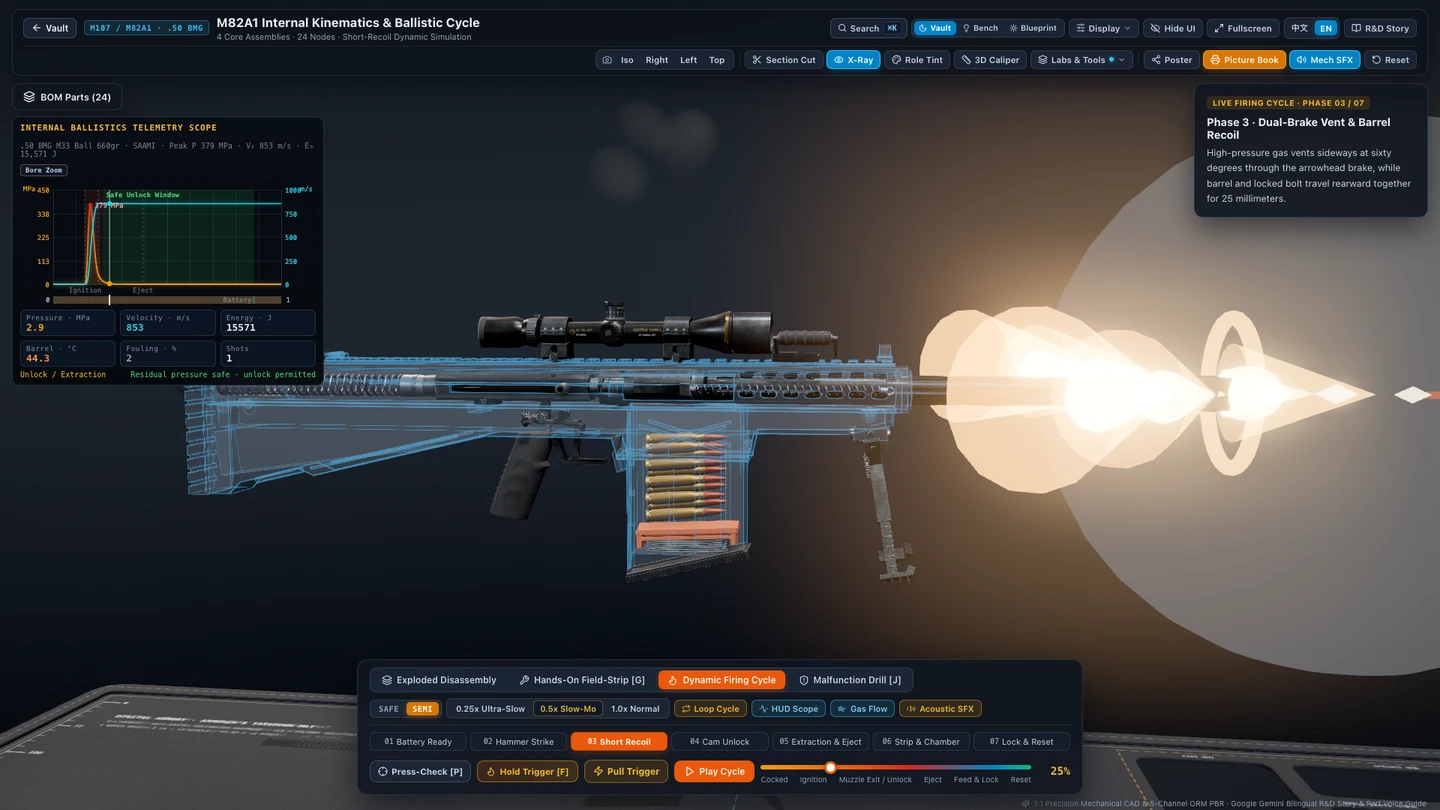 Vault
M107 / M82A1 · .50 BMG
M82A1 Internal Kinematics & Ballistic Cycle
4 Core Assemblies · 24 Nodes · Short-Recoil Dynamic Simulation
Search ⌘K
Vault Bench Blueprint
Display
Hide UI
Fullscreen
中文 EN
R&D Story
Iso Right Left Top
Section Cut
X-Ray
Role Tint
3D Caliper
Labs & Tools
Poster
Picture Book
Mech SFX
Reset
BOM Parts (24)
INTERNAL BALLISTICS TELEMETRY SCOPE
.50 BMG M33 Ball 660gr · SAAMI · Peak P 379 MPa · V₀ 853 m/s · E₀
15,571 J
Bore Zoom
MPa 450 Safe Unlock Window 1000 m/s
379 MPa
338 750
225 500
113 250
0 0
Ignition Eject
0 Battery 1
Pressure · MPa Velocity · m/s Energy · J
2.9 853 15571
Barrel · °C Fouling · % Shots
44.3 2 1
Unlock / Extraction Residual pressure safe · unlock permitted
LIVE FIRING CYCLE · PHASE 03 / 07
Phase 3 · Dual-Brake Vent & Barrel
Recoil
High-pressure gas vents sideways at sixty
degrees through the arrowhead brake, while
barrel and locked bolt travel rearward together
for 25 millimeters.
Exploded Disassembly Hands-On Field-Strip [G] Dynamic Firing Cycle Malfunction Drill [J]
SAFE SEMI 0.25x Ultra-Slow 0.5x Slow-Mo 1.0x Normal Loop Cycle HUD Scope Gas Flow Acoustic SFX
01 Battery Ready 02 Hammer Strike 03 Short Recoil 04 Cam Unlock 05 Extraction & Eject 06 Strip & Chamber 07 Lock & Reset
Press-Check [P] Hold Trigger [F] Pull Trigger Play Cycle 25%
Cocked Ignition Muzzle Exit / Unlock Eject Feed & Lock Reset
1:1 Precision Mechanical CAD & 5-Channel ORM PBR · Google Gemini Bilingual R&D Story & Part Voice Guide